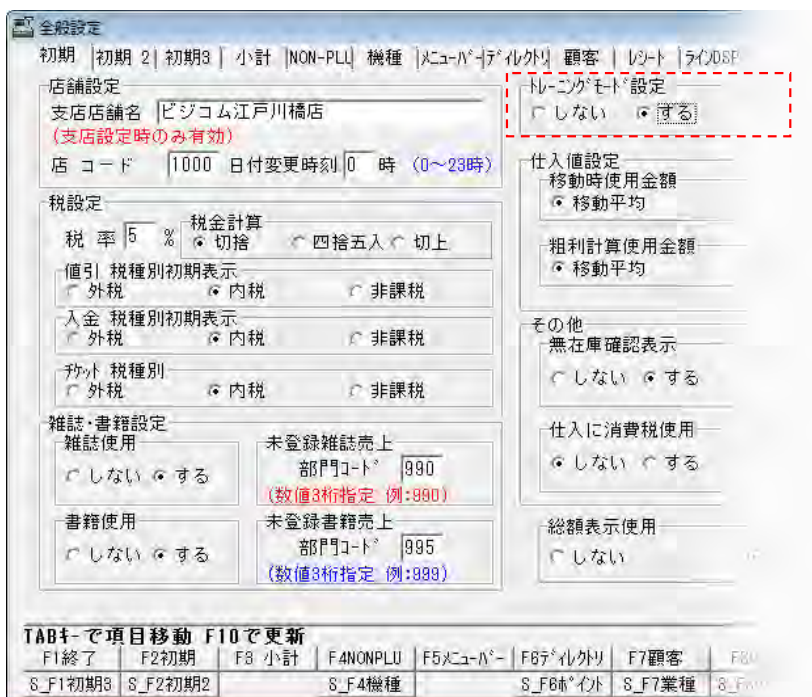 全般設定
初期 初期 2 初期3 小計 NON-PLU 機種 メニューバー ディレクトリ 顧客 レシート ラインDSP
店舗設定
支店店舗名 ビジコム江戸川橋店
(支店設定時のみ有効)
店 コード 1000 日付変更時刻 0 時 (0~23時)
税設定
税 率 5 % 税金計算
切捨 四捨五入 切上
値引 税種別初期表示
外税 内税 非課税
入金 税種別初期表示
外税 内税 非課税
チケット 税種別
外税 内税 非課税
雑誌・書籍設定
雑誌使用
しない する
未登録雑誌売上
部門コード 990
(数値3桁指定 例:990)
書籍使用
しない する
未登録書籍売上
部門コード 995
(数値3桁指定 例:999)
トレーニングモード設定
しない する
仕入値設定
移動時使用金額
移動平均
粗利計算使用金額
移動平均
その他
無在庫確認表示
しない する
仕入に消費税使用
しない する
総額表示使用
しない
TABキーで項目移動 F10で更新
F1終了 F2初期 F3 小計 F4NONPLU F5メニューバー F6ディレクトリ F7顧客
S_F1初期3 S_F2初期2 S_F4機種 S_F6ポイント S_F7業種